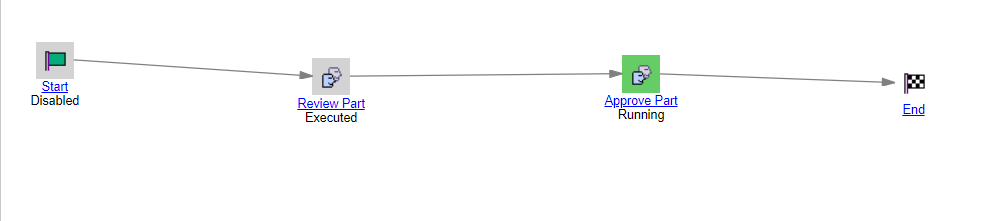 Start
Disabled
Review Part
Executed
Approve Part
Running
End